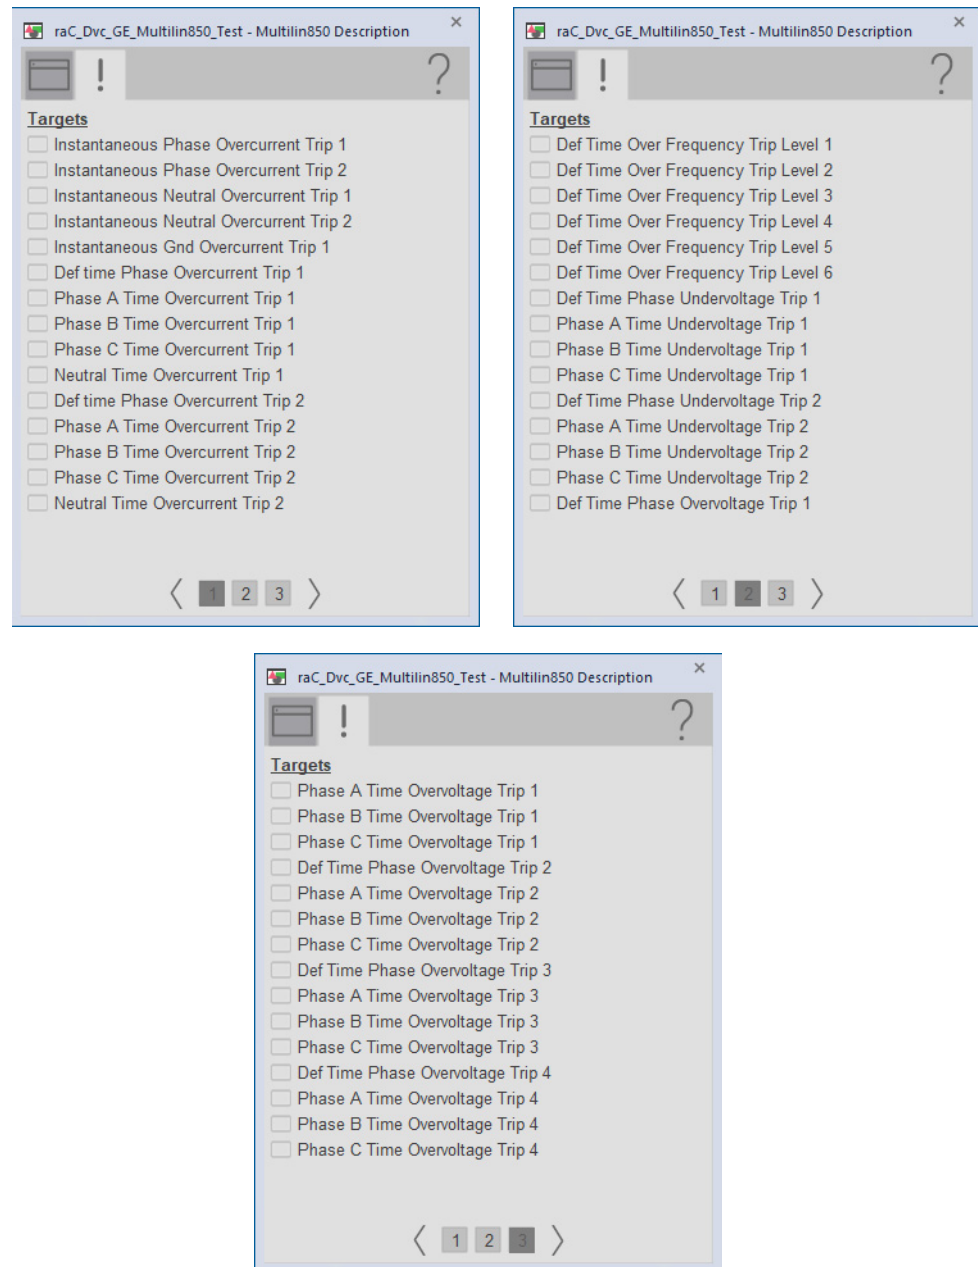 raC_Dvc_GE_Multilin850_Test - Multilin850 Description
!
?
Targets
Instantaneous Phase Overcurrent Trip 1
Instantaneous Phase Overcurrent Trip 2
Instantaneous Neutral Overcurrent Trip 1
Instantaneous Neutral Overcurrent Trip 2
Instantaneous Gnd Overcurrent Trip 1
Def time Phase Overcurrent Trip 1
Phase A Time Overcurrent Trip 1
Phase B Time Overcurrent Trip 1
Phase C Time Overcurrent Trip 1
Neutral Time Overcurrent Trip 1
Def time Phase Overcurrent Trip 2
Phase A Time Overcurrent Trip 2
Phase B Time Overcurrent Trip 2
Phase C Time Overcurrent Trip 2
Neutral Time Overcurrent Trip 2
1 2 3
raC_Dvc_GE_Multilin850_Test - Multilin850 Description
!
?
Targets
Def Time Over Frequency Trip Level 1
Def Time Over Frequency Trip Level 2
Def Time Over Frequency Trip Level 3
Def Time Over Frequency Trip Level 4
Def Time Over Frequency Trip Level 5
Def Time Over Frequency Trip Level 6
Def Time Phase Undervoltage Trip 1
Phase A Time Undervoltage Trip 1
Phase B Time Undervoltage Trip 1
Phase C Time Undervoltage Trip 1
Def Time Phase Undervoltage Trip 2
Phase A Time Undervoltage Trip 2
Phase B Time Undervoltage Trip 2
Phase C Time Undervoltage Trip 2
Def Time Phase Overvoltage Trip 1
1 2 3
raC_Dvc_GE_Multilin850_Test - Multilin850 Description
!
?
Targets
Phase A Time Overvoltage Trip 1
Phase B Time Overvoltage Trip 1
Phase C Time Overvoltage Trip 1
Def Time Phase Overvoltage Trip 2
Phase A Time Overvoltage Trip 2
Phase B Time Overvoltage Trip 2
Phase C Time Overvoltage Trip 2
Def Time Phase Overvoltage Trip 3
Phase A Time Overvoltage Trip 3
Phase B Time Overvoltage Trip 3
Phase C Time Overvoltage Trip 3
Def Time Phase Overvoltage Trip 4
Phase A Time Overvoltage Trip 4
Phase B Time Overvoltage Trip 4
Phase C Time Overvoltage Trip 4
1 2 3